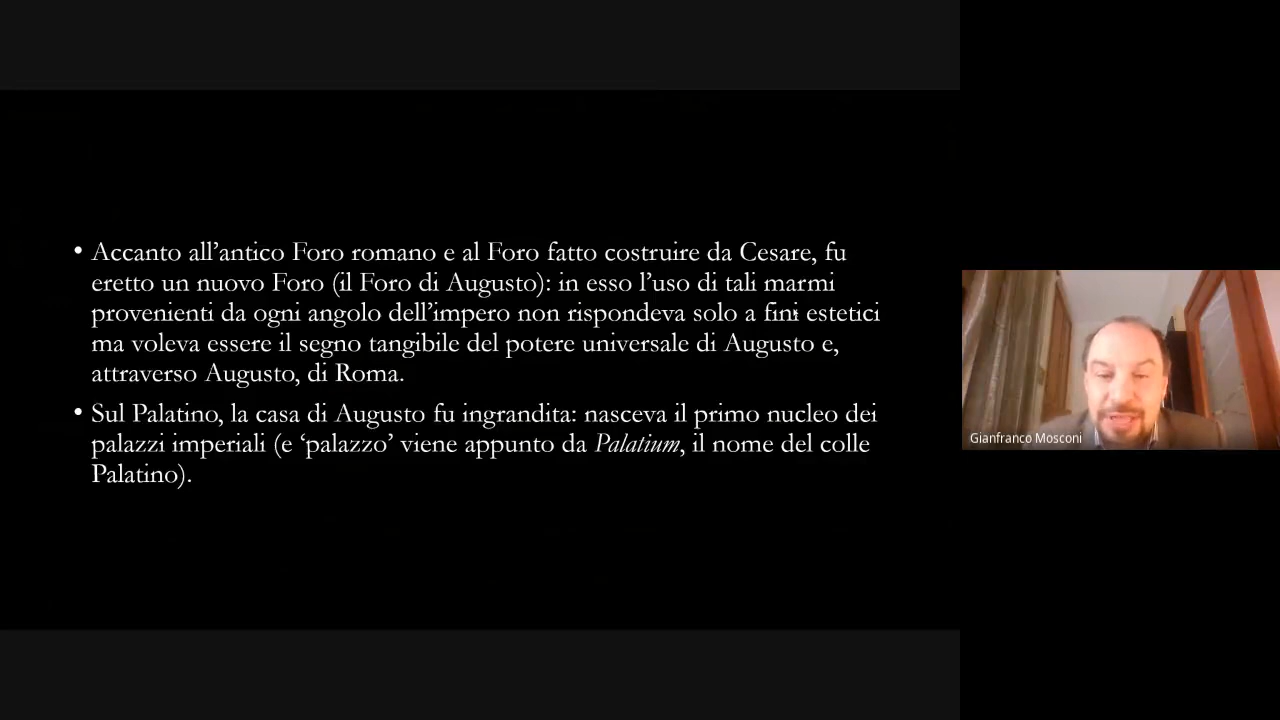 • Accanto all’antico Foro romano e al Foro fatto costruire da Cesare, fu
eretto un nuovo Foro (il Foro di Augusto): in esso l’uso di tali marmi
provenienti da ogni angolo dell’impero non rispondeva solo a fini estetici
ma voleva essere il segno tangibile del potere universale di Augusto e,
attraverso Augusto, di Roma.
• Sul Palatino, la casa di Augusto fu ingrandita: nasceva il primo nucleo dei
palazzi imperiali (e ‘palazzo’ viene appunto da Palatium, il nome del colle
Palatino).
Gianfranco Mosconi